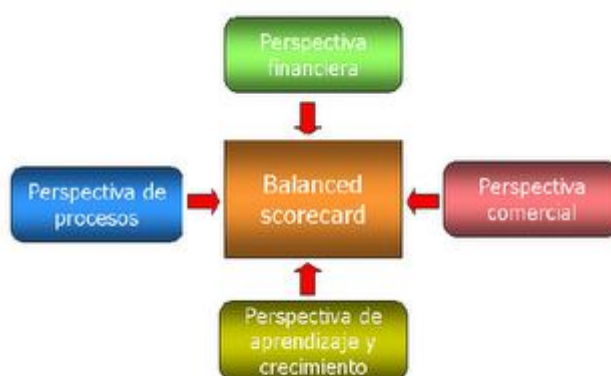 Perspectiva
financiera
Perspectiva de
procesos
Balanced
scorecard
Perspectiva
comercial
Perspectiva de
aprendizaje y
crecimiento